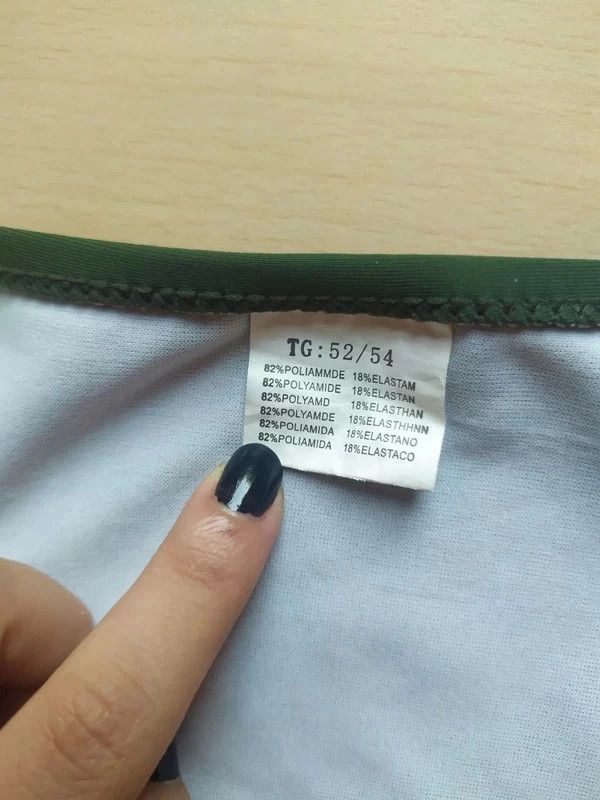 TG:52/54
82%POLIAMMDE 18%ELASTAM
82%POLYAMIDE 18%ELASTAN
82%POLYAMD 18%ELASTHAN
82%POLYAMDE 18%ELASTHHNN
82%POLIAMIDA 18%ELASTANO
82%POLIAMIDA 18%ELASTACO